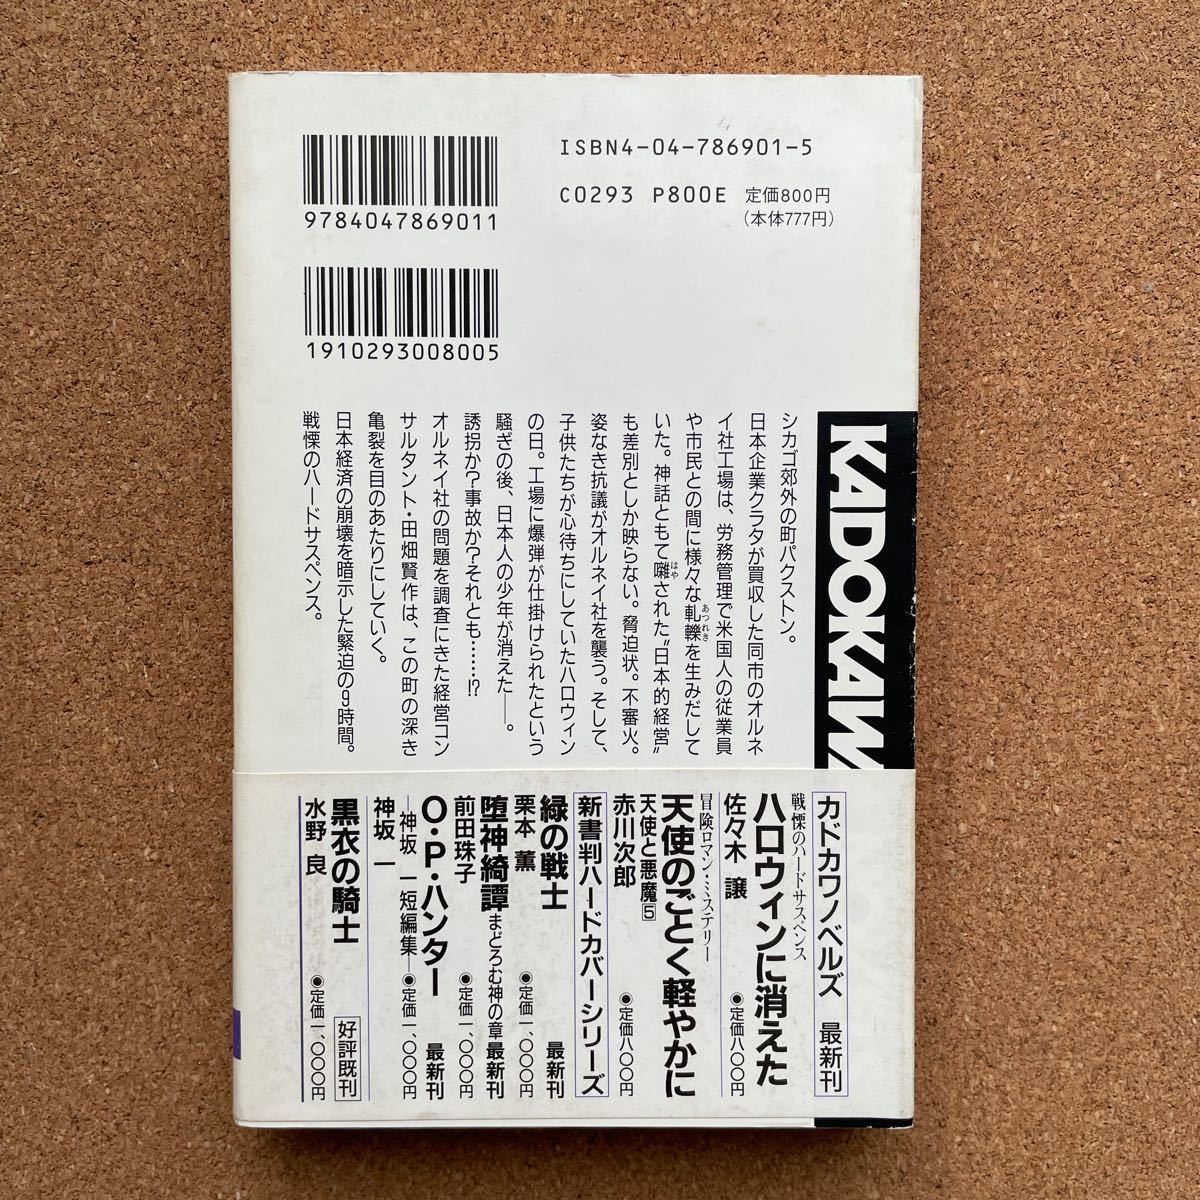 ISBN4-04-786901-5
C0293 P800E
定価800円
（本体777円）
9784047869011
1910293008005
KADOKAWA
シカゴ郊外の町パクストン。
日本企業クラタが買収した同市のオルネ
イ社工場は、労務管理で米国人の従業員
や市民との間に様々な軋轢を生みだして
あつれき
いた。神話ともて囃された〝日本的経営〟
はや
も差別としか映らない。脅迫状。不審火。
姿なき抗議がオルネイ社を襲う。そして、
子供たちが心待ちにしていたハロウィン
の日。工場に爆弾が仕掛けられたという
騒ぎの後、日本人の少年が消えた――。
誘拐か？事故か？それとも……!?
オルネイ社の問題を調査にきた経営コン
サルタント・田畑賢作は、この町の深き
亀裂を目のあたりにしていく。
日本経済の崩壊を暗示した緊迫の9時間。
戦慄のハードサスペンス。
カドカワノベルズ 最新刊
戦慄のハードサスペンス
ハロウィンに消えた
佐々木 譲 ●定価八〇〇円
冒険ロマン・ミステリー
天使のごとく軽やかに
天使と悪魔5
赤川次郎 ●定価八〇〇円
新書判ハードカバーシリーズ
緑の戦士 最新刊
栗本 薫 ●定価一、〇〇〇円
堕神綺譚 まどろむ神の章 最新刊
前田珠子 ●定価一、〇〇〇円
O・P・ハンター 最新刊
―神坂 一短編集― ●定価一、〇〇〇円
神坂 一
黒衣の騎士 好評既刊
水野 良 ●定価一、〇〇〇円